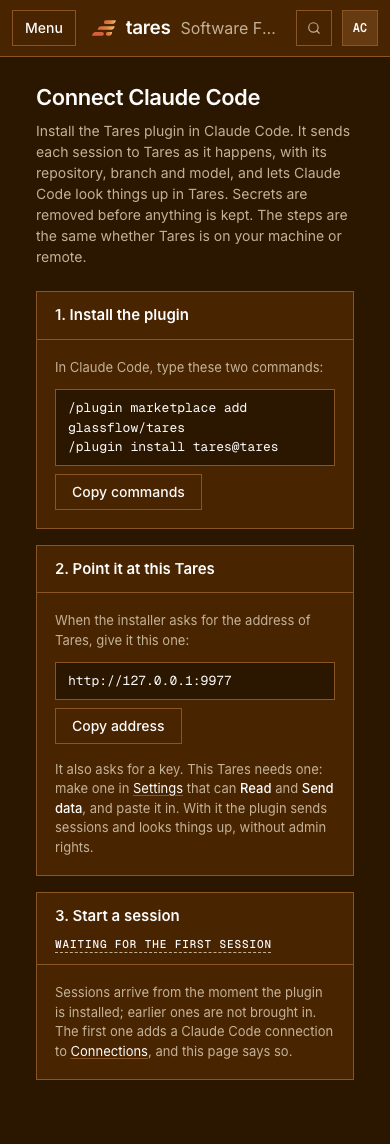 Menu
tares Software F...
AC
Connect Claude Code
Install the Tares plugin in Claude Code. It sends
each session to Tares as it happens, with its
repository, branch and model, and lets Claude
Code look things up in Tares. Secrets are
removed before anything is kept. The steps are
the same whether Tares is on your machine or
remote.
1. Install the plugin
In Claude Code, type these two commands:
/plugin marketplace add
glassflow/tares
/plugin install tares@tares
Copy commands
2. Point it at this Tares
When the installer asks for the address of
Tares, give it this one:
http://127.0.0.1:9977
Copy address
It also asks for a key. This Tares needs one:
make one in Settings that can Read and Send
data, and paste it in. With it the plugin sends
sessions and looks things up, without admin
rights.
3. Start a session
WAITING FOR THE FIRST SESSION
Sessions arrive from the moment the plugin
is installed; earlier ones are not brought in.
The first one adds a Claude Code connection
to Connections, and this page says so.